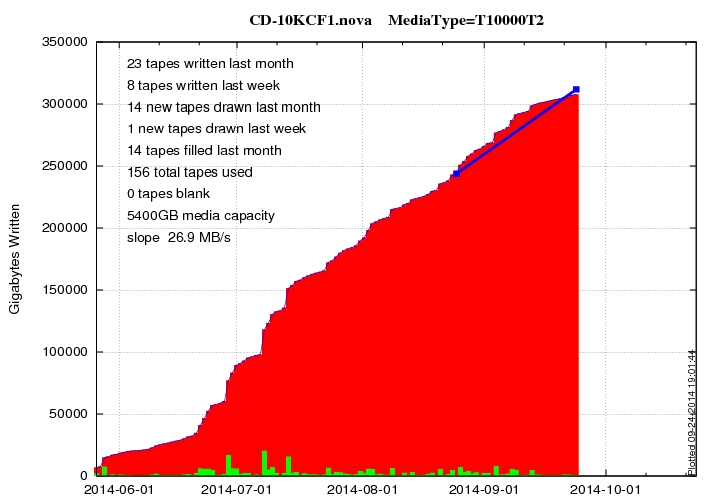 CD-10KCF1.nova MediaType=T10000T2
350000
300000
250000
200000
150000
100000
50000
0
Gigabytes Written
23 tapes written last month
8 tapes written last week
14 new tapes drawn last month
1 new tapes drawn last week
14 tapes filled last month
156 total tapes used
0 tapes blank
5400GB media capacity
slope 26.9 MB/s
2014-06-01
2014-07-01
2014-08-01
2014-09-01
2014-10-01
Plotted 09-24-2014 19:01:44